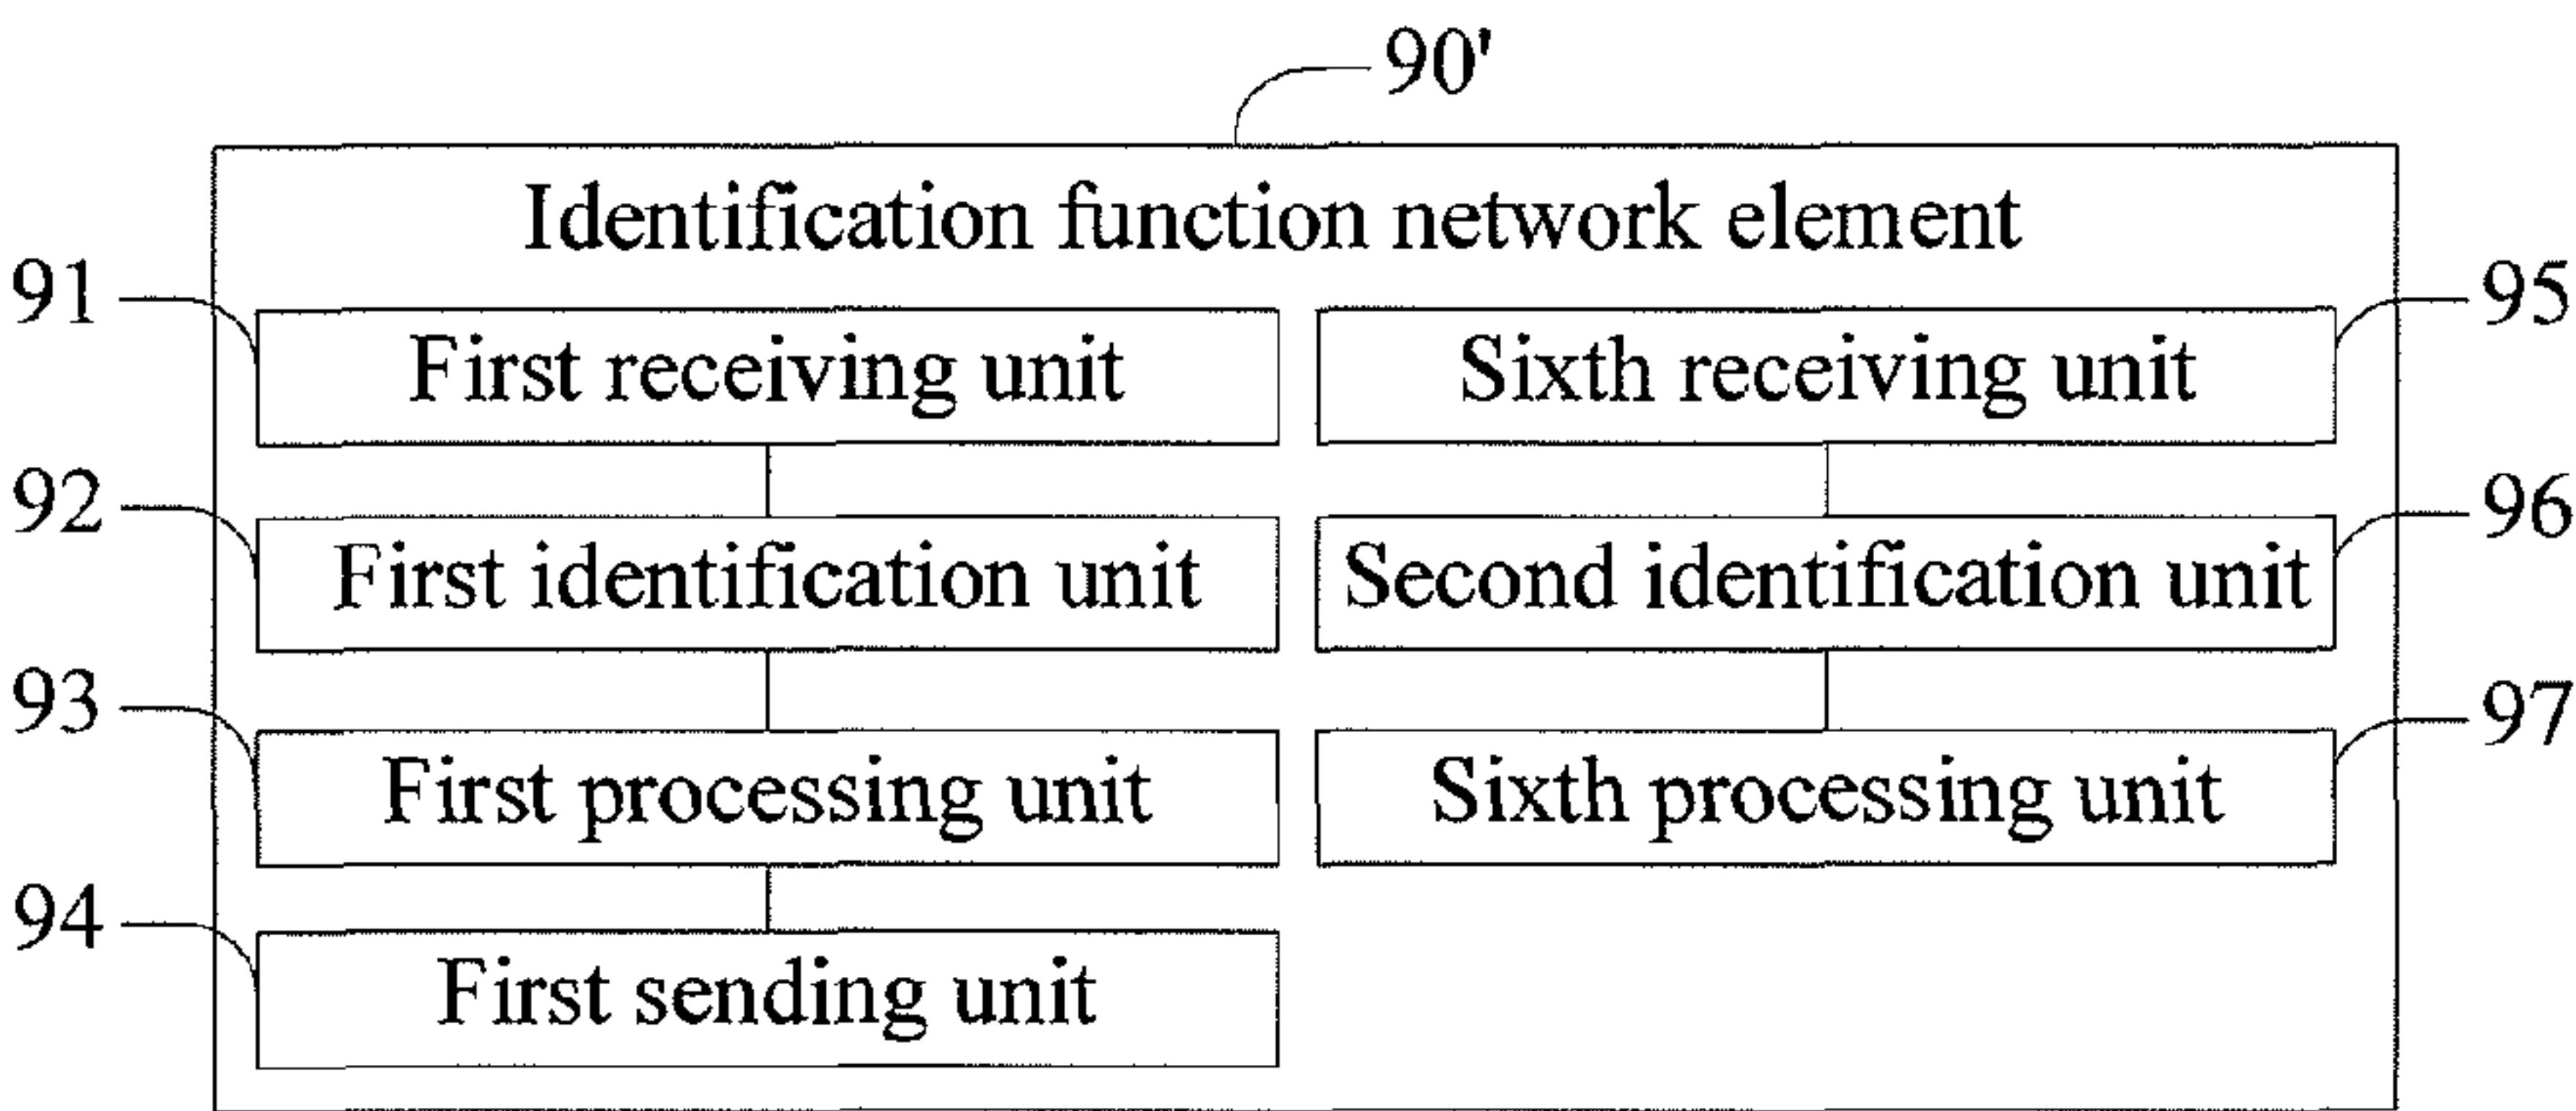 90'
Identification function network element
91
First receiving unit
Sixth receiving unit
95
92
First identification unit
Second identification unit
96
93
First processing unit
Sixth processing unit
97
94
First sending unit